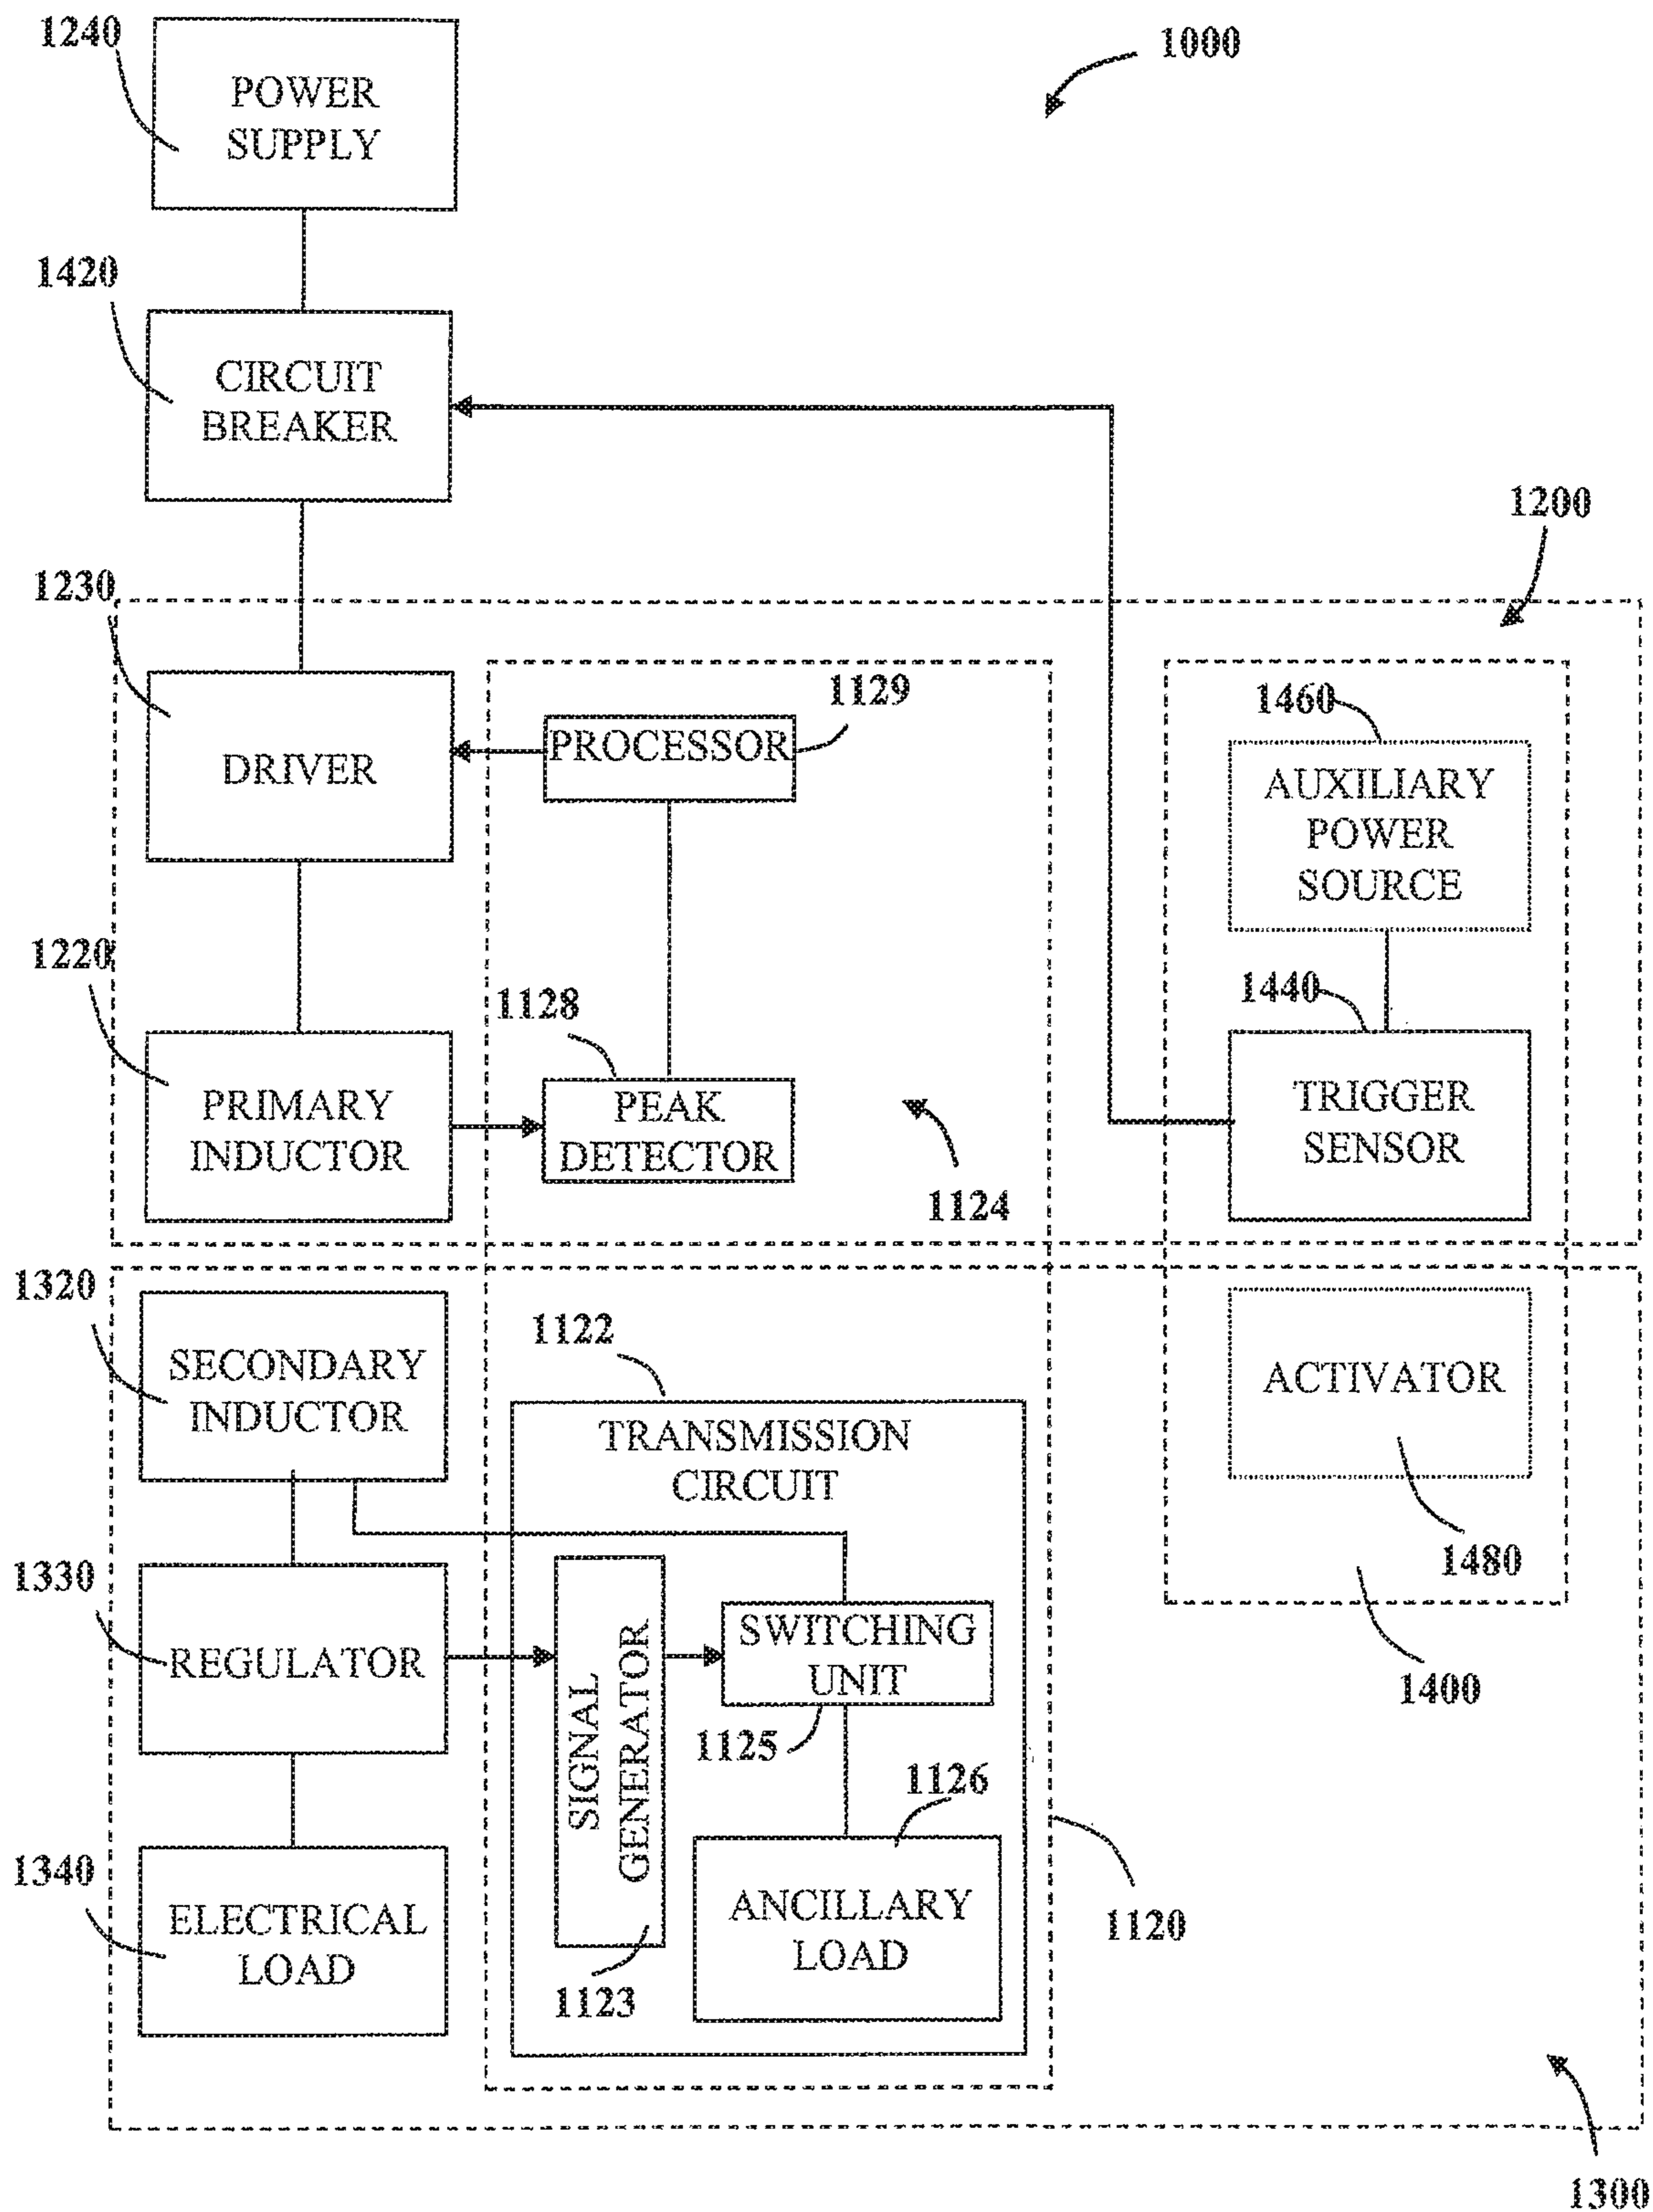 1240
POWER
SUPPLY
1000
1420
CIRCUIT
BREAKER
1200
1230
DRIVER
PROCESSOR
1129
1460
AUXILIARY
POWER
SOURCE
1220
PRIMARY
INDUCTOR
1128
PEAK
DETECTOR
1124
1440
TRIGGER
SENSOR
1320
SECONDARY
INDUCTOR
1122
TRANSMISSION
CIRCUIT
ACTIVATOR
1480
1400
1330
REGULATOR
SIGNAL
GENERATOR
1123
SWITCHING
UNIT
1125
1126
ANCILLARY
LOAD
1120
1340
ELECTRICAL
LOAD
1300